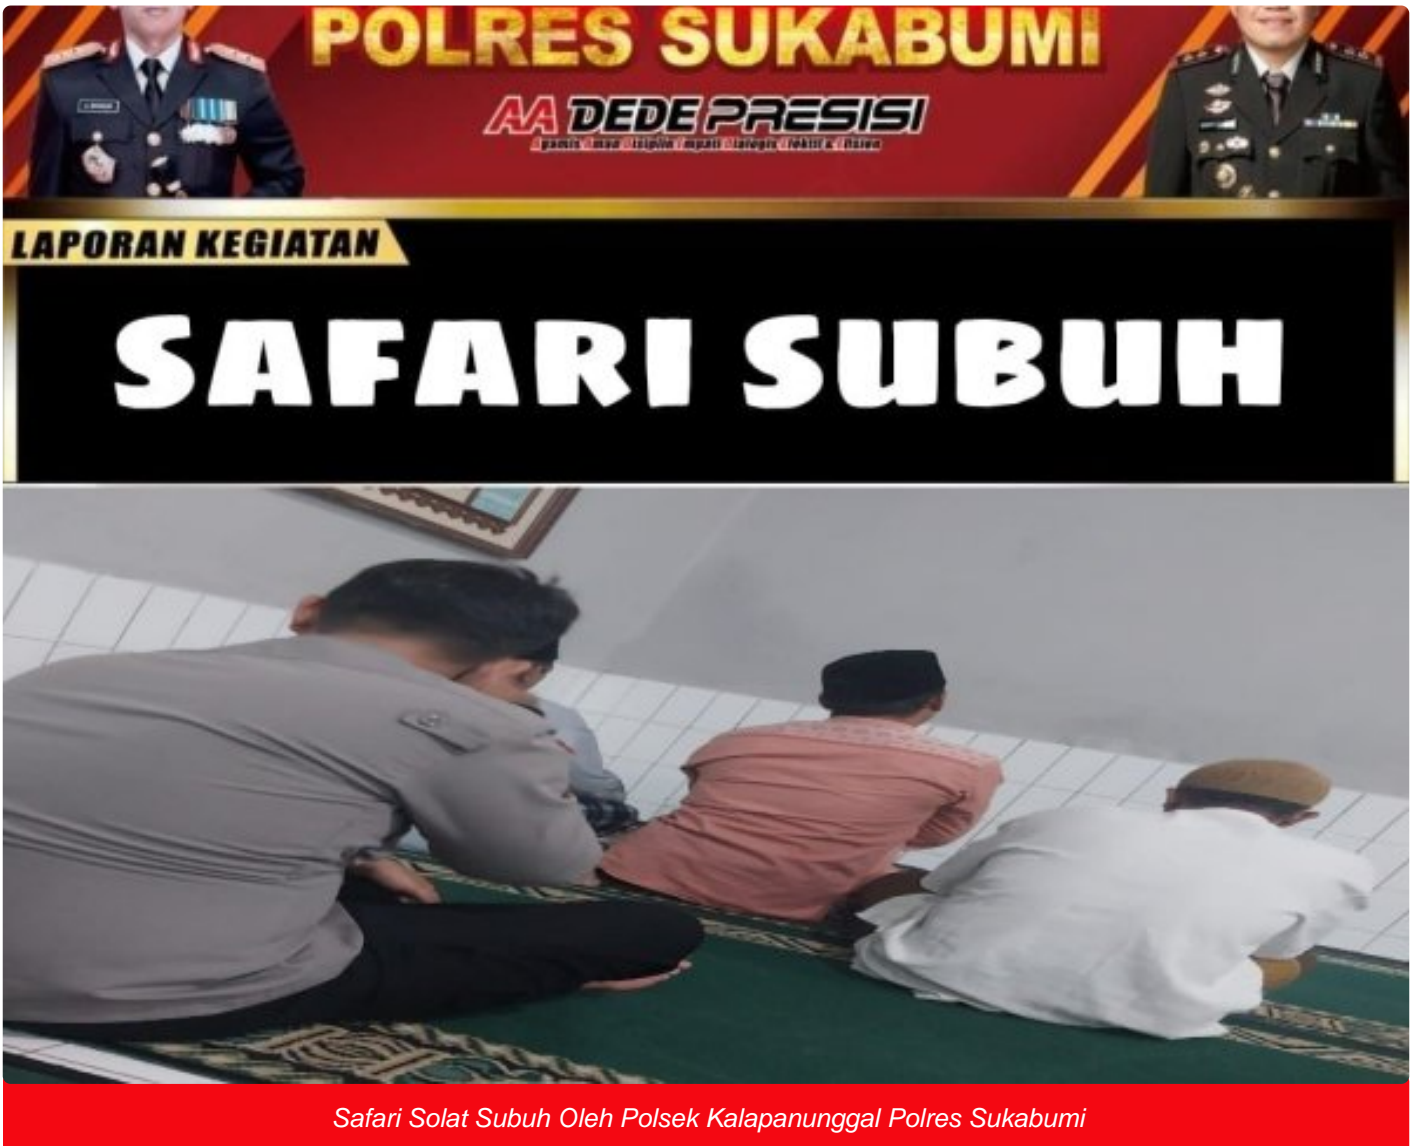 POLRES SUKABUMI
AA DEDE PRESISI
LAPORAN KEGIATAN
SAFARI SUBUH
Safari Solat Subuh Oleh Polsek Kalapanunggal Polres Sukabumi